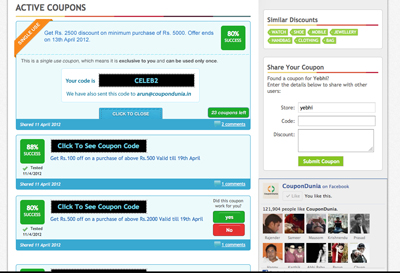 ACTIVE COUPONS
SINGLE USE
Get Rs. 2500 discount on minimum purchase of Rs. 5000. Offer ends on 13th April 2012.
80%
SUCCESS
This is a single use coupon, which means it is exclusive to you and can be used only once.
Your code is CELEB2
We have also sent this code to arun@coupondunia.in
23 coupons left
CLICK TO CLOSE
Shared 11 April 2012
2 comments
88%
SUCCESS
Click To See Coupon Code
Get Rs.100 off on a purchase of above Rs.500 Valid till 19th April
Tested
11/4/2012
Shared 11 April 2012
1 comments
80%
SUCCESS
Click To See Coupon Code
Get Rs.500 off on a purchase of above Rs.2000 Valid till 19th April
Tested
11/4/2012
Did this coupon work for you?
yes
No
Shared 11 April 2012
1 comments
Click To See Coupon Code
Similar Discounts
WATCH
SHOE
MOBILE
JEWELLERY
HANDBAG
CLOTHING
BAG
Share Your Coupon
Found a coupon for Yebhi?
Enter the details below to share with other users:
Store:
yebhi
Code:
Discount:
Submit Coupon
CouponDunia on Facebook
Like
You like this.
121,904 people like CouponDunia.